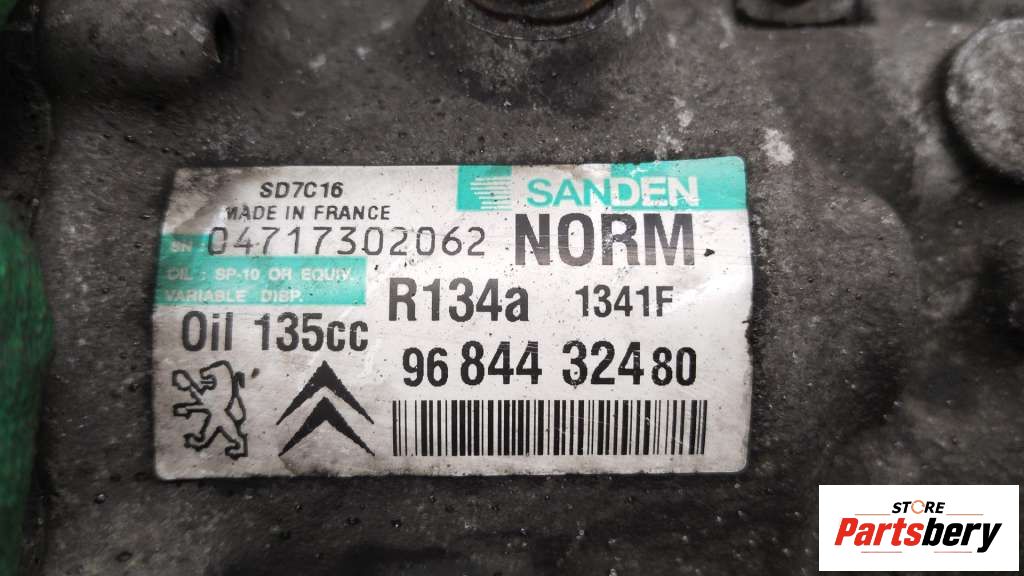 SD7C16
SANDEN
MADE IN FRANCE
SN 04717302062
NORM
OIL : SP-10 OR EQUIV.
VARIABLE DISP.
R134a 1341F
Oil 135cc
96 844 324 80
STORE
Partsbery